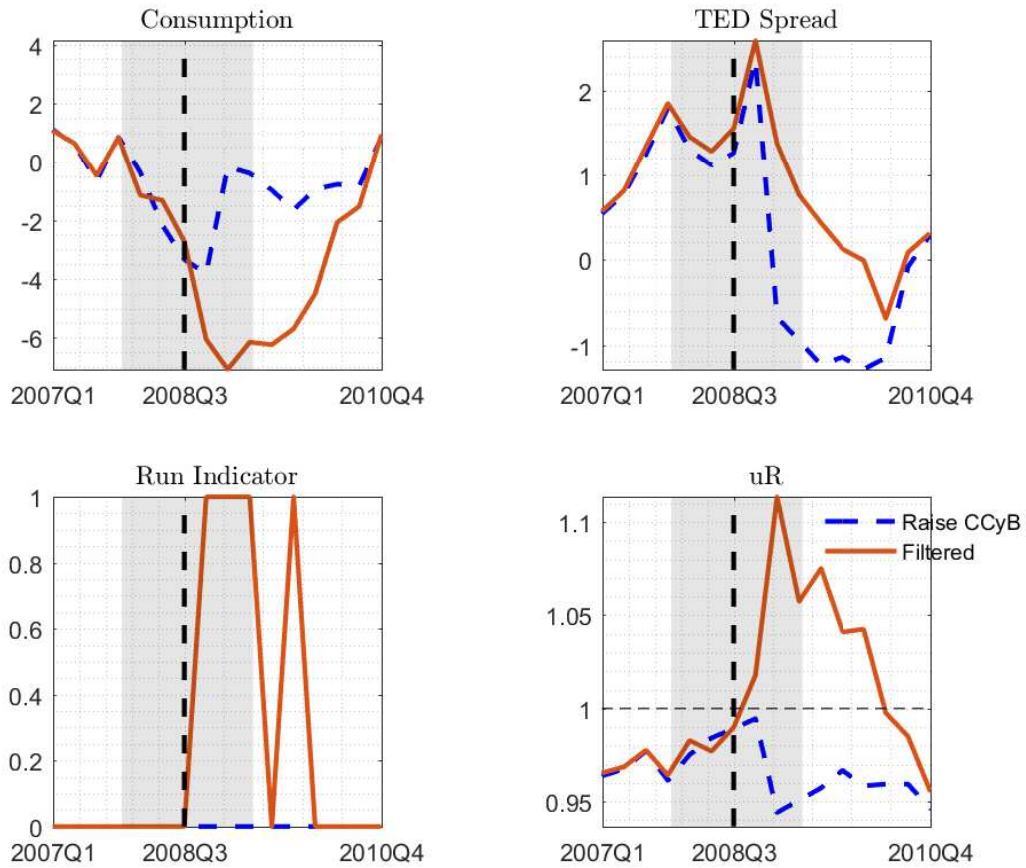 Consumption
4
2
0
-2
-4
-6
2007Q1 2008Q3 2010Q4
TED Spread
2
1
0
-1
2007Q1 2008Q3 2010Q4
Run Indicator
1
0.8
0.6
0.4
0.2
0
2007Q1 2008Q3 2010Q4
uR
1.1
1.05
1
0.95
2007Q1 2008Q3 2010Q4
Raise CCyB
Filtered